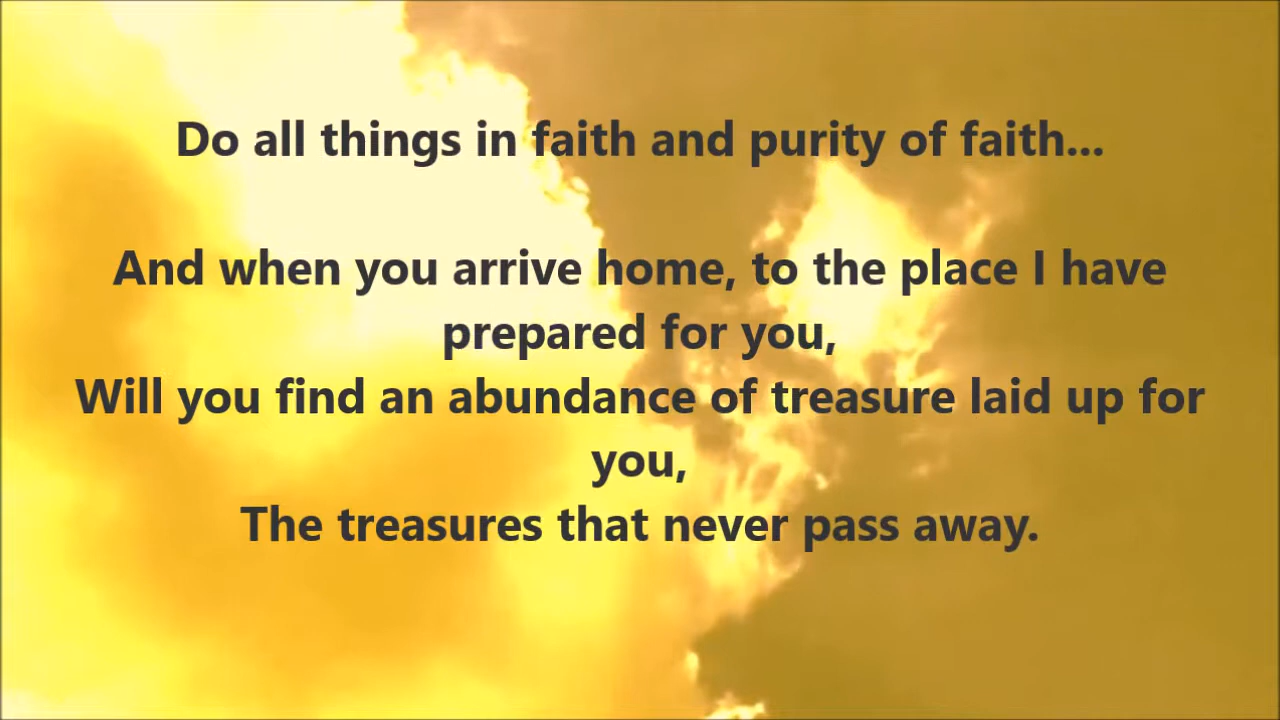 Do all things in faith and purity of faith...
And when you arrive home, to the place I have
prepared for you,
Will you find an abundance of treasure laid up for
you,
The treasures that never pass away.